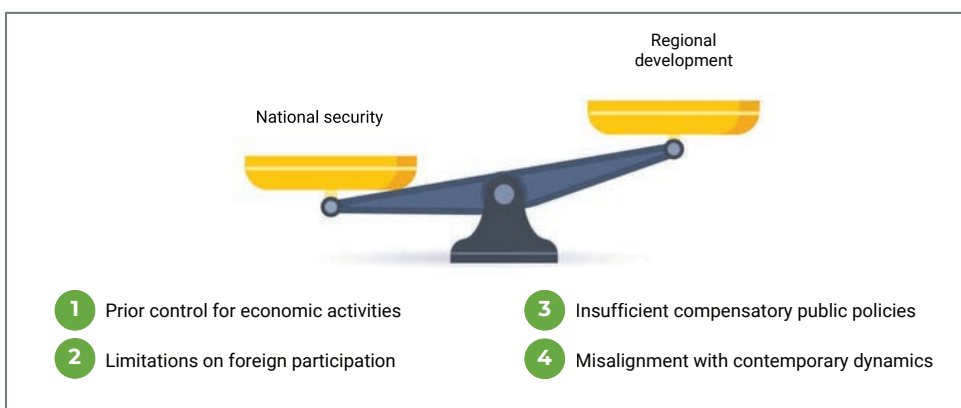 Regional
development
National security
1 Prior control for economic activities
2 Limitations on foreign participation
3 Insufficient compensatory public policies
4 Misalignment with contemporary dynamics